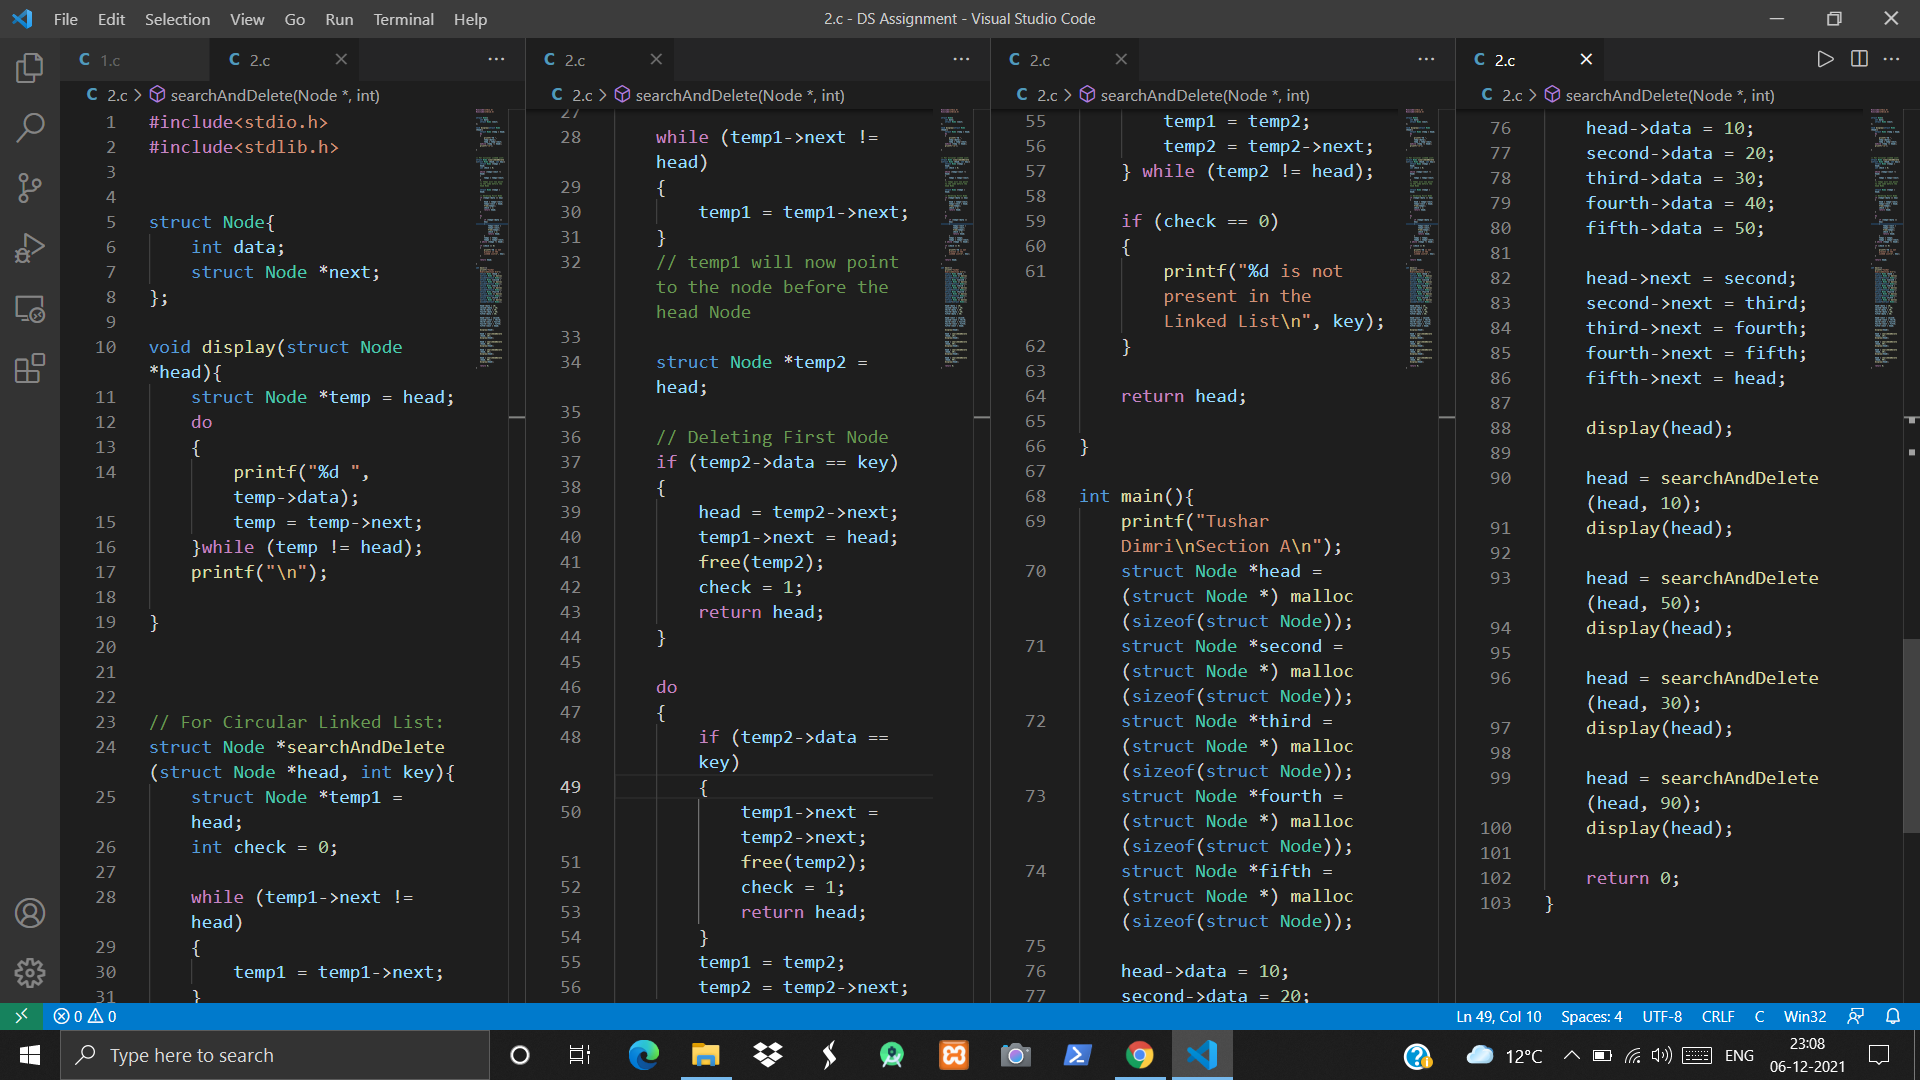 File Edit Selection View Go Run Terminal Help
2.c - DS Assignment - Visual Studio Code
C 1.c
C 2.c
C 2.c > searchAndDelete(Node *, int)
1 #include<stdio.h>
2 #include<stdlib.h>
3
4
5 struct Node{
6 int data;
7 struct Node *next;
8 };
9
10 void display(struct Node
*head){
11 struct Node *temp = head;
12 do
13 {
14 printf("%d ",
temp->data);
15 temp = temp->next;
16 }while (temp != head);
17 printf("\n");
18
19 }
20
21
22
23 // For Circular Linked List:
24 struct Node *searchAndDelete
(struct Node *head, int key){
25 struct Node *temp1 =
head;
26 int check = 0;
27
28 while (temp1->next !=
head)
29 {
30 temp1 = temp1->next;
31 }
C 2.c
C 2.c > searchAndDelete(Node *, int)
27
28 while (temp1->next !=
head)
29 {
30 temp1 = temp1->next;
31 }
32 // temp1 will now point
to the node before the
head Node
33
34 struct Node *temp2 =
head;
35
36 // Deleting First Node
37 if (temp2->data == key)
38 {
39 head = temp2->next;
40 temp1->next = head;
41 free(temp2);
42 check = 1;
43 return head;
44 }
45
46 do
47 {
48 if (temp2->data ==
key)
49 {
50 temp1->next =
temp2->next;
51 free(temp2);
52 check = 1;
53 return head;
54 }
55 temp1 = temp2;
56 temp2 = temp2->next;
C 2.c
C 2.c > searchAndDelete(Node *, int)
55 temp1 = temp2;
56 temp2 = temp2->next;
57 } while (temp2 != head);
58
59 if (check == 0)
60 {
61 printf("%d is not
present in the
Linked List\n", key);
62 }
63
64 return head;
65
66 }
67
68 int main(){
69 printf("Tushar
Dimri\nSection A\n");
70 struct Node *head =
(struct Node *) malloc
(sizeof(struct Node));
71 struct Node *second =
(struct Node *) malloc
(sizeof(struct Node));
72 struct Node *third =
(struct Node *) malloc
(sizeof(struct Node));
73 struct Node *fourth =
(struct Node *) malloc
(sizeof(struct Node));
74 struct Node *fifth =
(struct Node *) malloc
(sizeof(struct Node));
75
76 head->data = 10;
77 second->data = 20;
C 2.c
C 2.c > searchAndDelete(Node *, int)
76 head->data = 10;
77 second->data = 20;
78 third->data = 30;
79 fourth->data = 40;
80 fifth->data = 50;
81
82 head->next = second;
83 second->next = third;
84 third->next = fourth;
85 fourth->next = fifth;
86 fifth->next = head;
87
88 display(head);
89
90 head = searchAndDelete
(head, 10);
91 display(head);
92
93 head = searchAndDelete
(head, 50);
94 display(head);
95
96 head = searchAndDelete
(head, 30);
97 display(head);
98
99 head = searchAndDelete
(head, 90);
100 display(head);
101
102 return 0;
103 }
0 0
Ln 49, Col 10 Spaces: 4 UTF-8 CRLF C Win32
Type here to search
12°C
ENG
23:08
06-12-2021